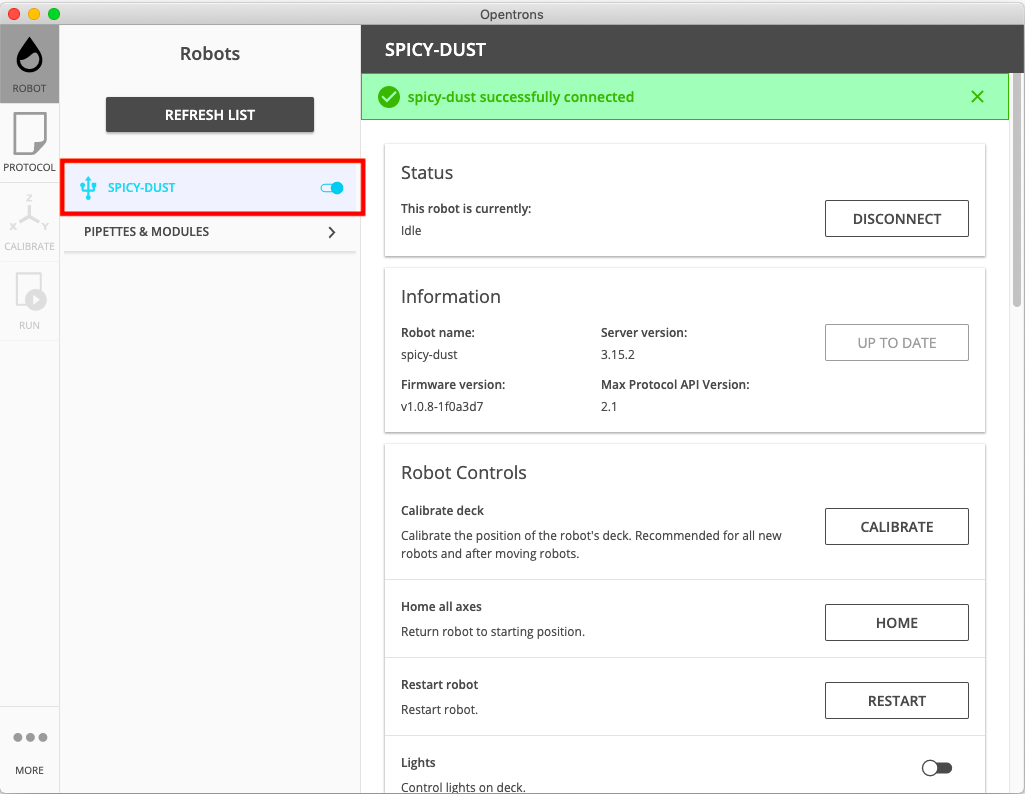 Opentrons
ROBOT
PROTOCOL
Z
X Y
CALIBRATE
RUN
MORE
Robots
REFRESH LIST
SPICY-DUST
PIPETTES & MODULES
SPICY-DUST
spicy-dust successfully connected
Status
This robot is currently:
Idle
DISCONNECT
Information
Robot name:
spicy-dust
Server version:
3.15.2
UP TO DATE
Firmware version:
v1.0.8-1f0a3d7
Max Protocol API Version:
2.1
Robot Controls
Calibrate deck
Calibrate the position of the robot's deck. Recommended for all new
robots and after moving robots.
CALIBRATE
Home all axes
Return robot to starting position.
HOME
Restart robot
Restart robot.
RESTART
Lights
Control lights on deck.